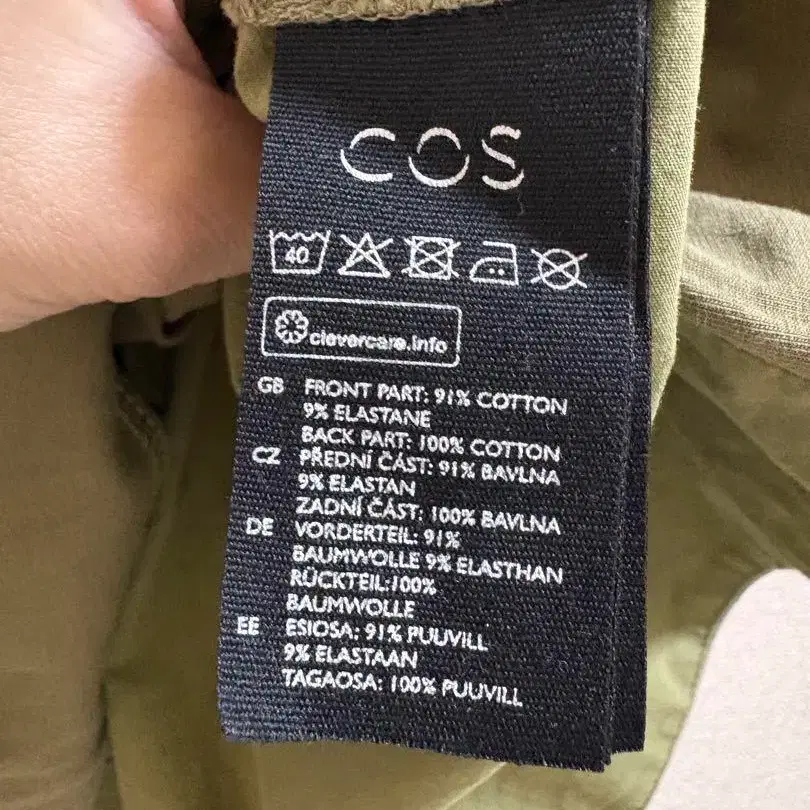 COS
40
clevercare.info
GB FRONT PART: 91% COTTON
9% ELASTANE
BACK PART: 100% COTTON
CZ PŘEDNÍ ČÁST: 91% BAVLNA
9% ELASTAN
ZADNÍ ČÁST: 100% BAVLNA
DE VORDERTEIL: 91%
BAUMWOLLE 9% ELASTHAN
RÜCKTEIL:100%
BAUMWOLLE
EE ESIOSA: 91% PUUVILL
9% ELASTAAN
TAGAOSA: 100% PUUVILL